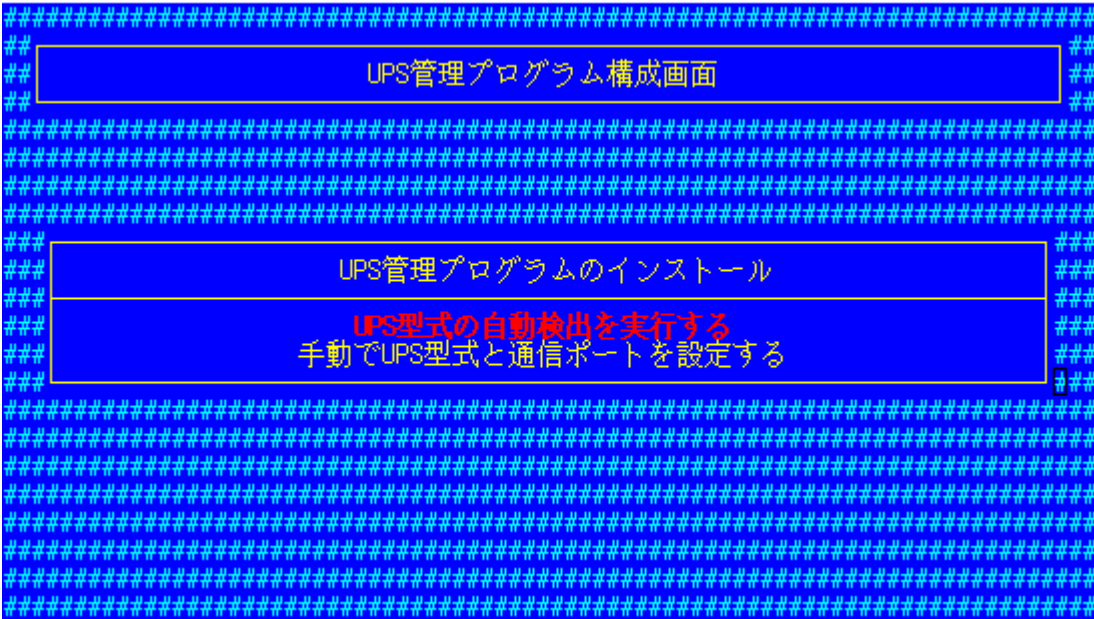 UPS管理プログラム構成画面
UPS管理プログラムのインストール
UPS型式の自動検出を実行する
手動でUPS型式と通信ポートを設定する